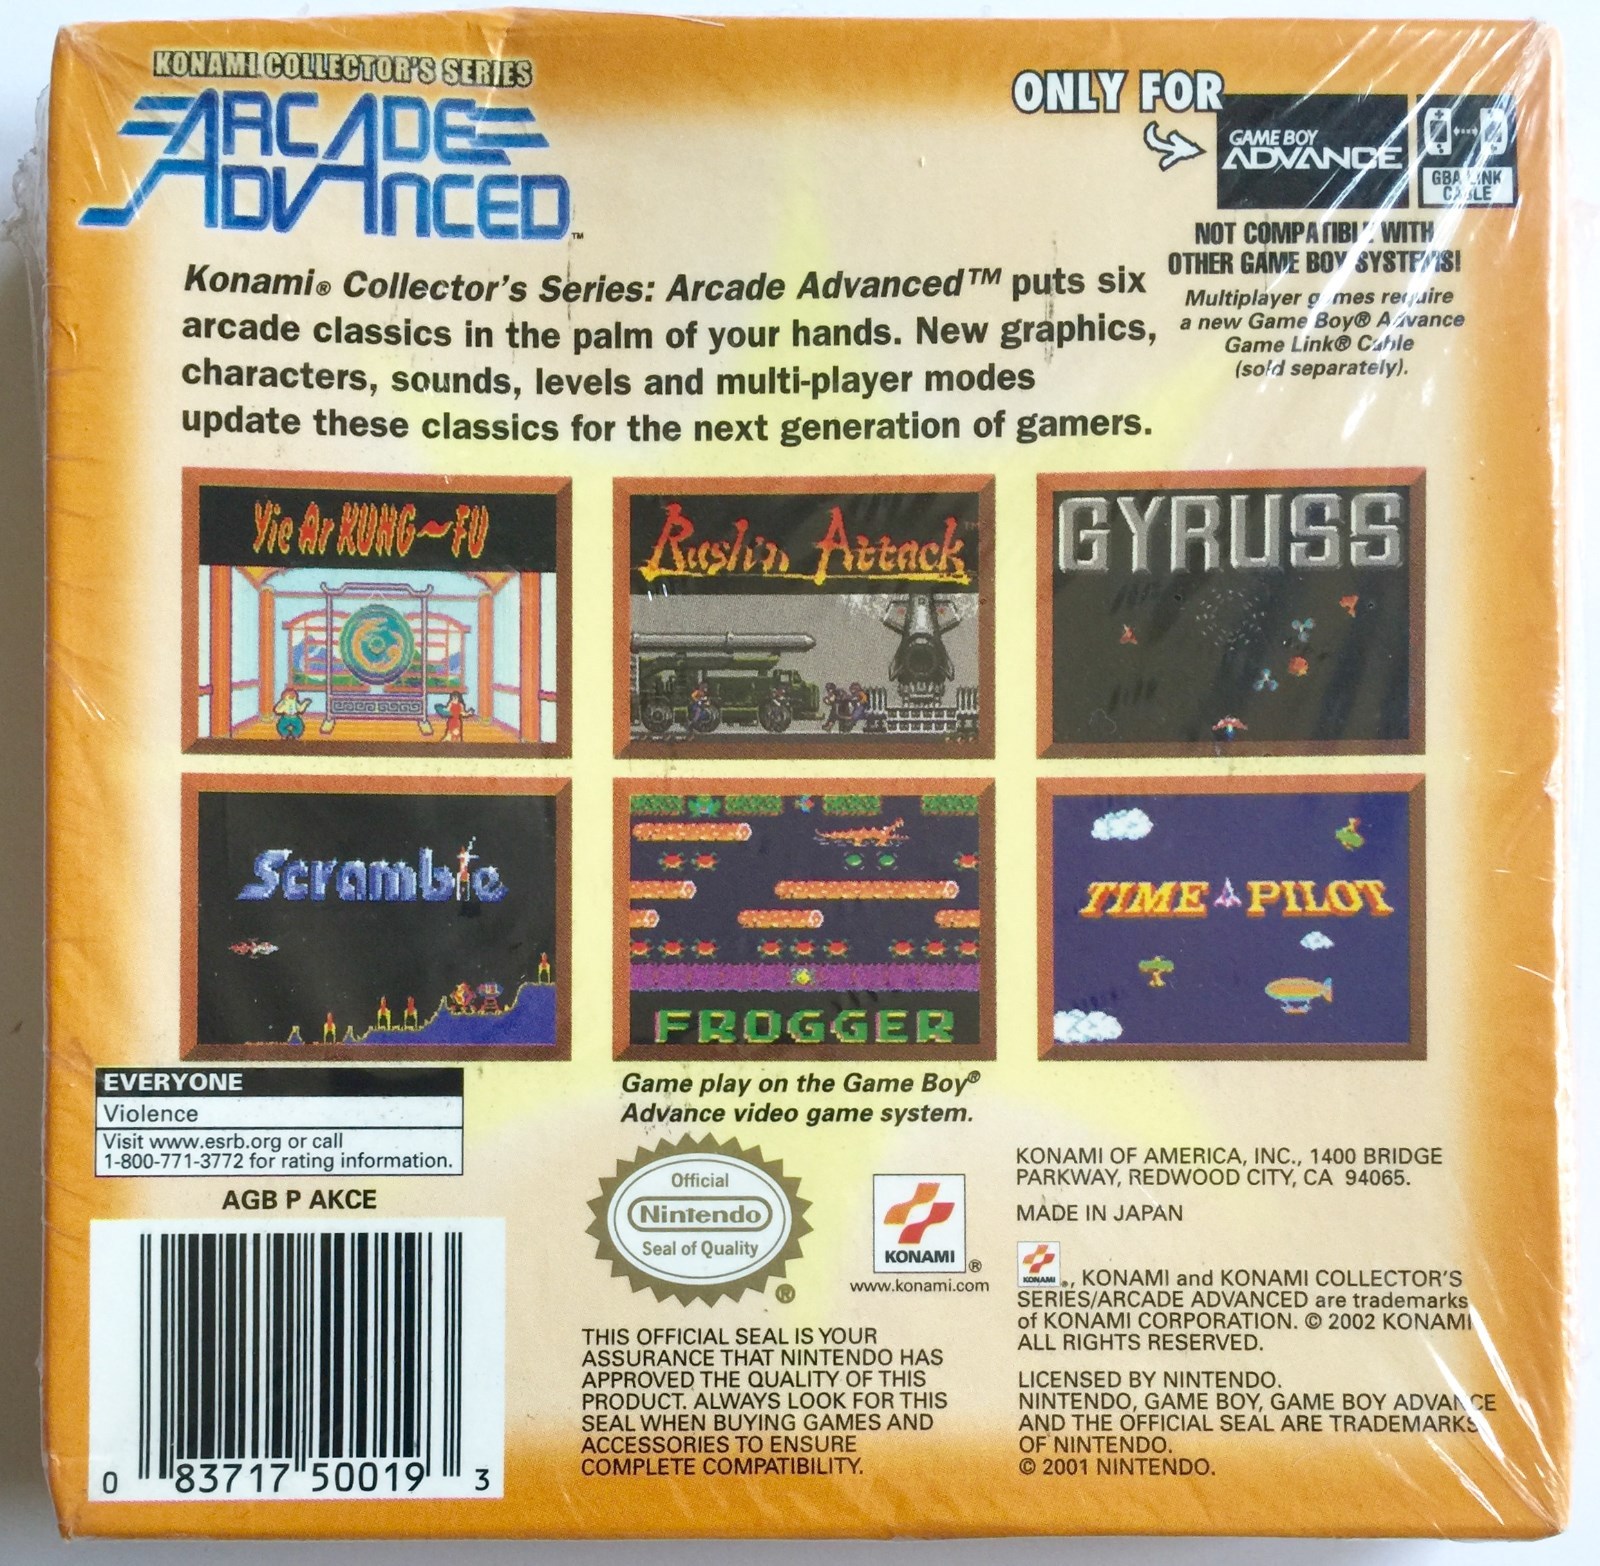 KONAMI COLLECTOR'S SERIES
ARCADE
ADVANCED™
ONLY FOR
GAME BOY
ADVANCE
GBA LINK
CABLE
NOT COMPATIBLE WITH
OTHER GAME BOY SYSTEMS!
Multiplayer games require
a new Game Boy® Advance
Game Link® Cable
(sold separately).
Konami® Collector's Series: Arcade Advanced™ puts six
arcade classics in the palm of your hands. New graphics,
characters, sounds, levels and multi-player modes
update these classics for the next generation of gamers.
Yie Ar KUNG~FU
Rush'n Attack™
GYRUSS
Scramble
FROGGER
TIME PILOT
EVERYONE
Violence
Visit www.esrb.org or call
1-800-771-3772 for rating information.
AGB P AKCE
0 83717 50019 3
Game play on the Game Boy®
Advance video game system.
Official
Nintendo
Seal of Quality
®
KONAMI
®
www.konami.com
THIS OFFICIAL SEAL IS YOUR
ASSURANCE THAT NINTENDO HAS
APPROVED THE QUALITY OF THIS
PRODUCT. ALWAYS LOOK FOR THIS
SEAL WHEN BUYING GAMES AND
ACCESSORIES TO ENSURE
COMPLETE COMPATIBILITY.
KONAMI OF AMERICA, INC., 1400 BRIDGE
PARKWAY, REDWOOD CITY, CA 94065.
MADE IN JAPAN
KONAMI ®, KONAMI and KONAMI COLLECTOR'S
SERIES/ARCADE ADVANCED are trademarks
of KONAMI CORPORATION. © 2002 KONAMI
ALL RIGHTS RESERVED.
LICENSED BY NINTENDO.
NINTENDO, GAME BOY, GAME BOY ADVANCE
AND THE OFFICIAL SEAL ARE TRADEMARKS
OF NINTENDO.
© 2001 NINTENDO.